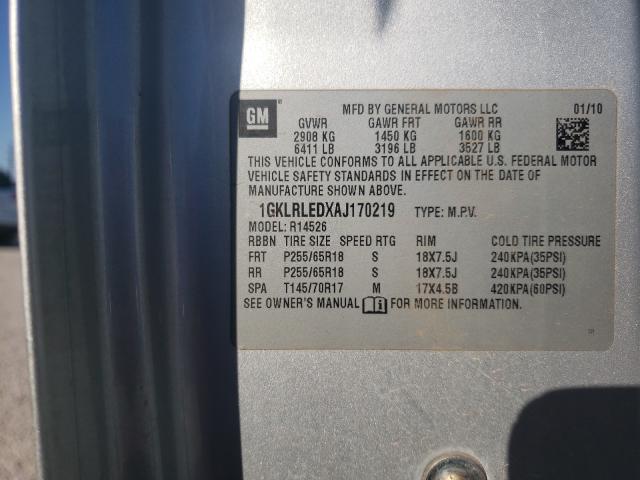 GM MFD BY GENERAL MOTORS LLC 01/10
GVWR GAWR FRT GAWR RR
2908 KG 1450 KG 1600 KG
6411 LB 3196 LB 3527 LB
THIS VEHICLE CONFORMS TO ALL APPLICABLE U.S. FEDERAL MOTOR
VEHICLE SAFETY STANDARDS IN EFFECT ON THE DATE OF
MANUFACTURE SHOWN ABOVE.
1GKLRLEDXAJ170219 TYPE: M.P.V.
MODEL: R14526
RBBN TIRE SIZE SPEED RTG RIM COLD TIRE PRESSURE
FRT P255/65R18 S 18X7.5J 240KPA(35PSI)
RR P255/65R18 S 18X7.5J 240KPA(35PSI)
SPA T145/70R17 M 17X4.5B 420KPA(60PSI)
SEE OWNER'S MANUAL FOR MORE INFORMATION.